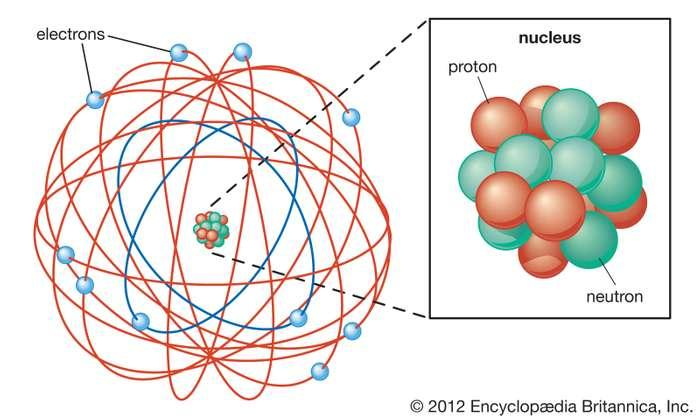 electrons
nucleus
proton
neutron
© 2012 Encyclopædia Britannica, Inc.